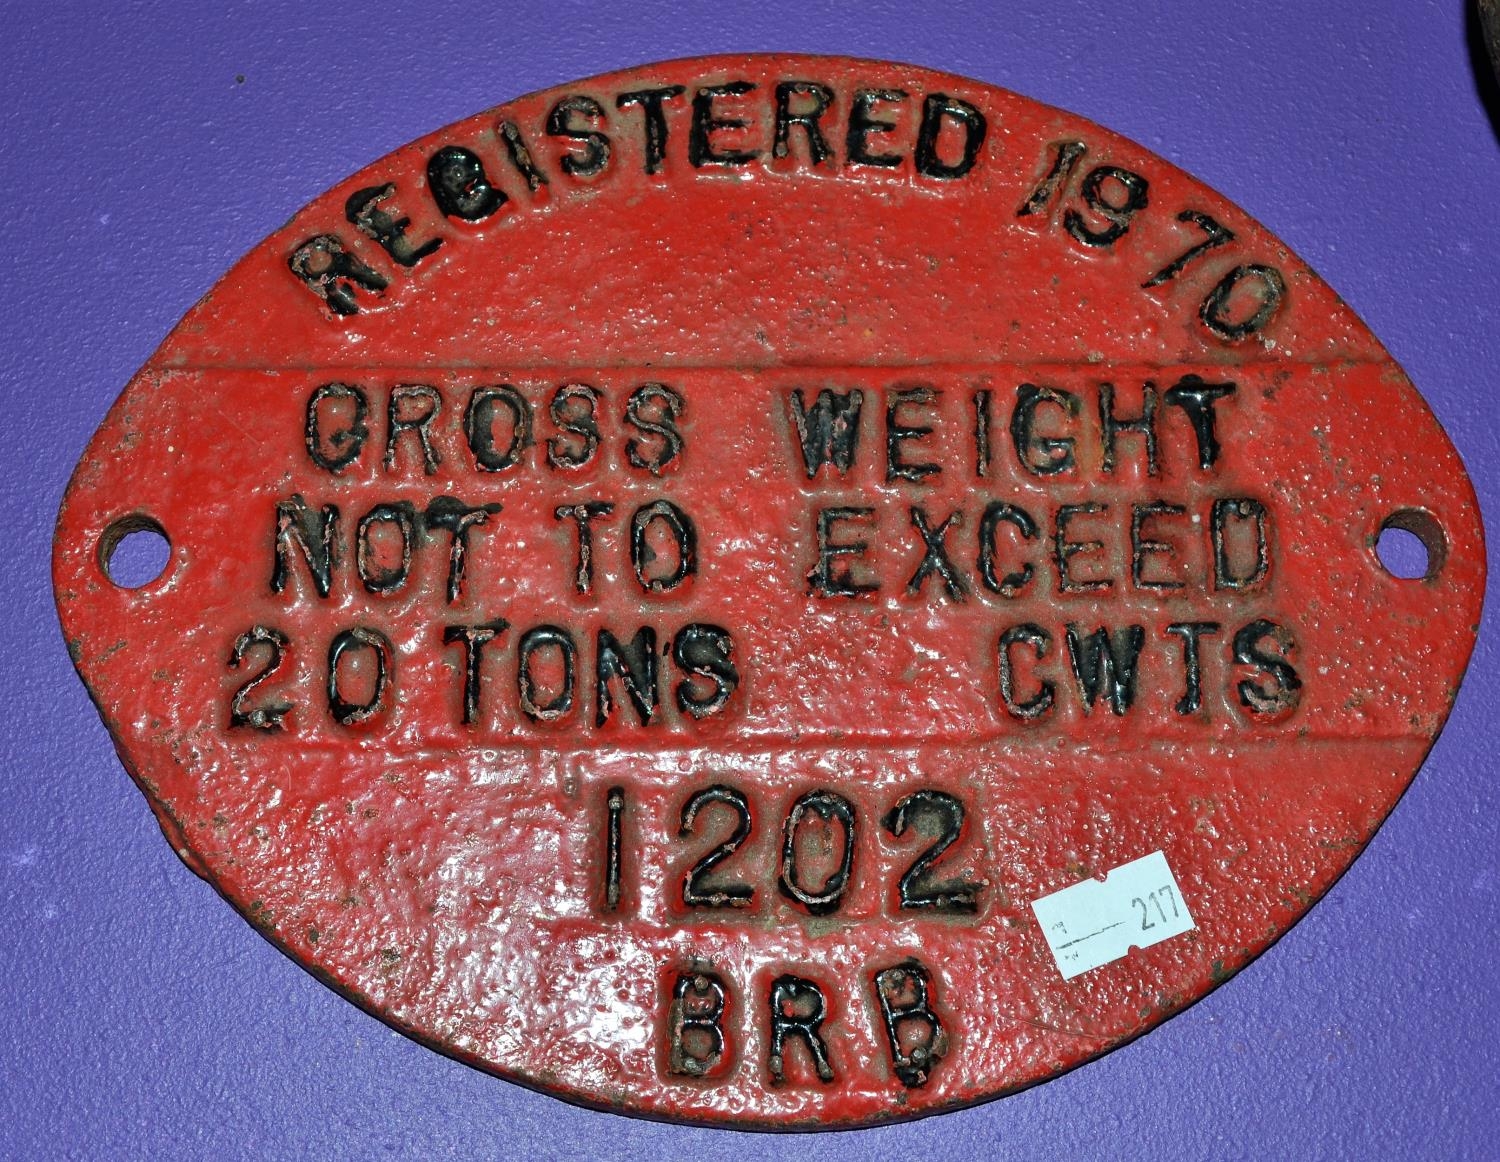 REGISTERED 1970
GROSS WEIGHT
NOT TO EXCEED
20 TONS CWTS
1202
BRB
217